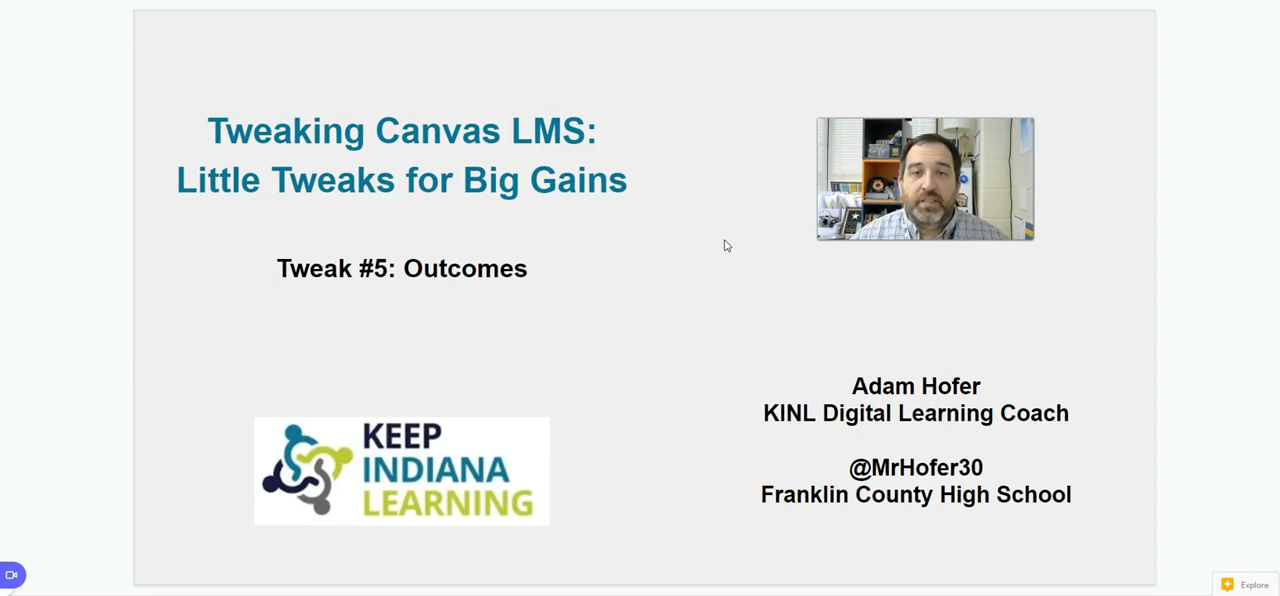 Tweaking Canvas LMS:
Little Tweaks for Big Gains
Tweak #5: Outcomes
KEEP
INDIANA
LEARNING
Adam Hofer
KINL Digital Learning Coach
@MrHofer30
Franklin County High School
Explore